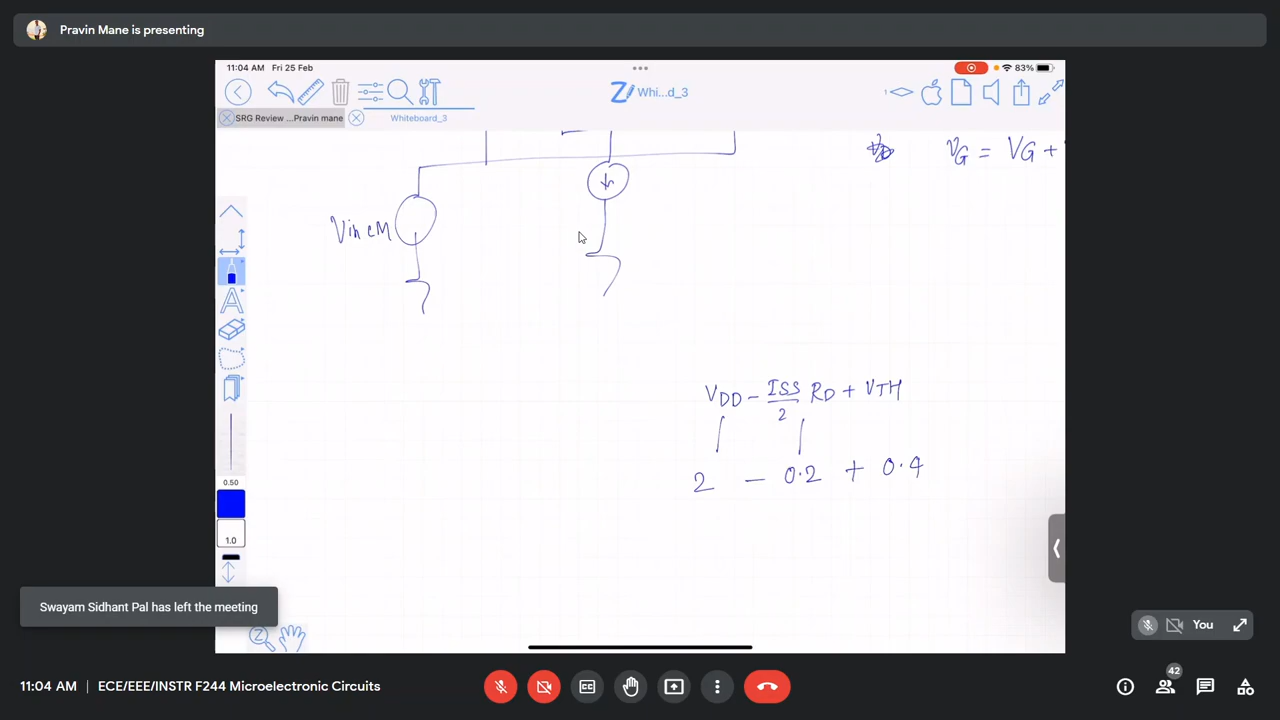 Pravin Mane is presenting
11:04 AM Fri 25 Feb
83%
Whi...d_3
SRG Review ...Pravin mane
Whiteboard_3
VG = VG +
Vin CM
VDD - ISS/2 RD + VTH
2 - 0.2 + 0.4
0.50
1.0
Swayam Sidhant Pal has left the meeting
You
11:04 AM | ECE/EEE/INSTR F244 Microelectronic Circuits
42